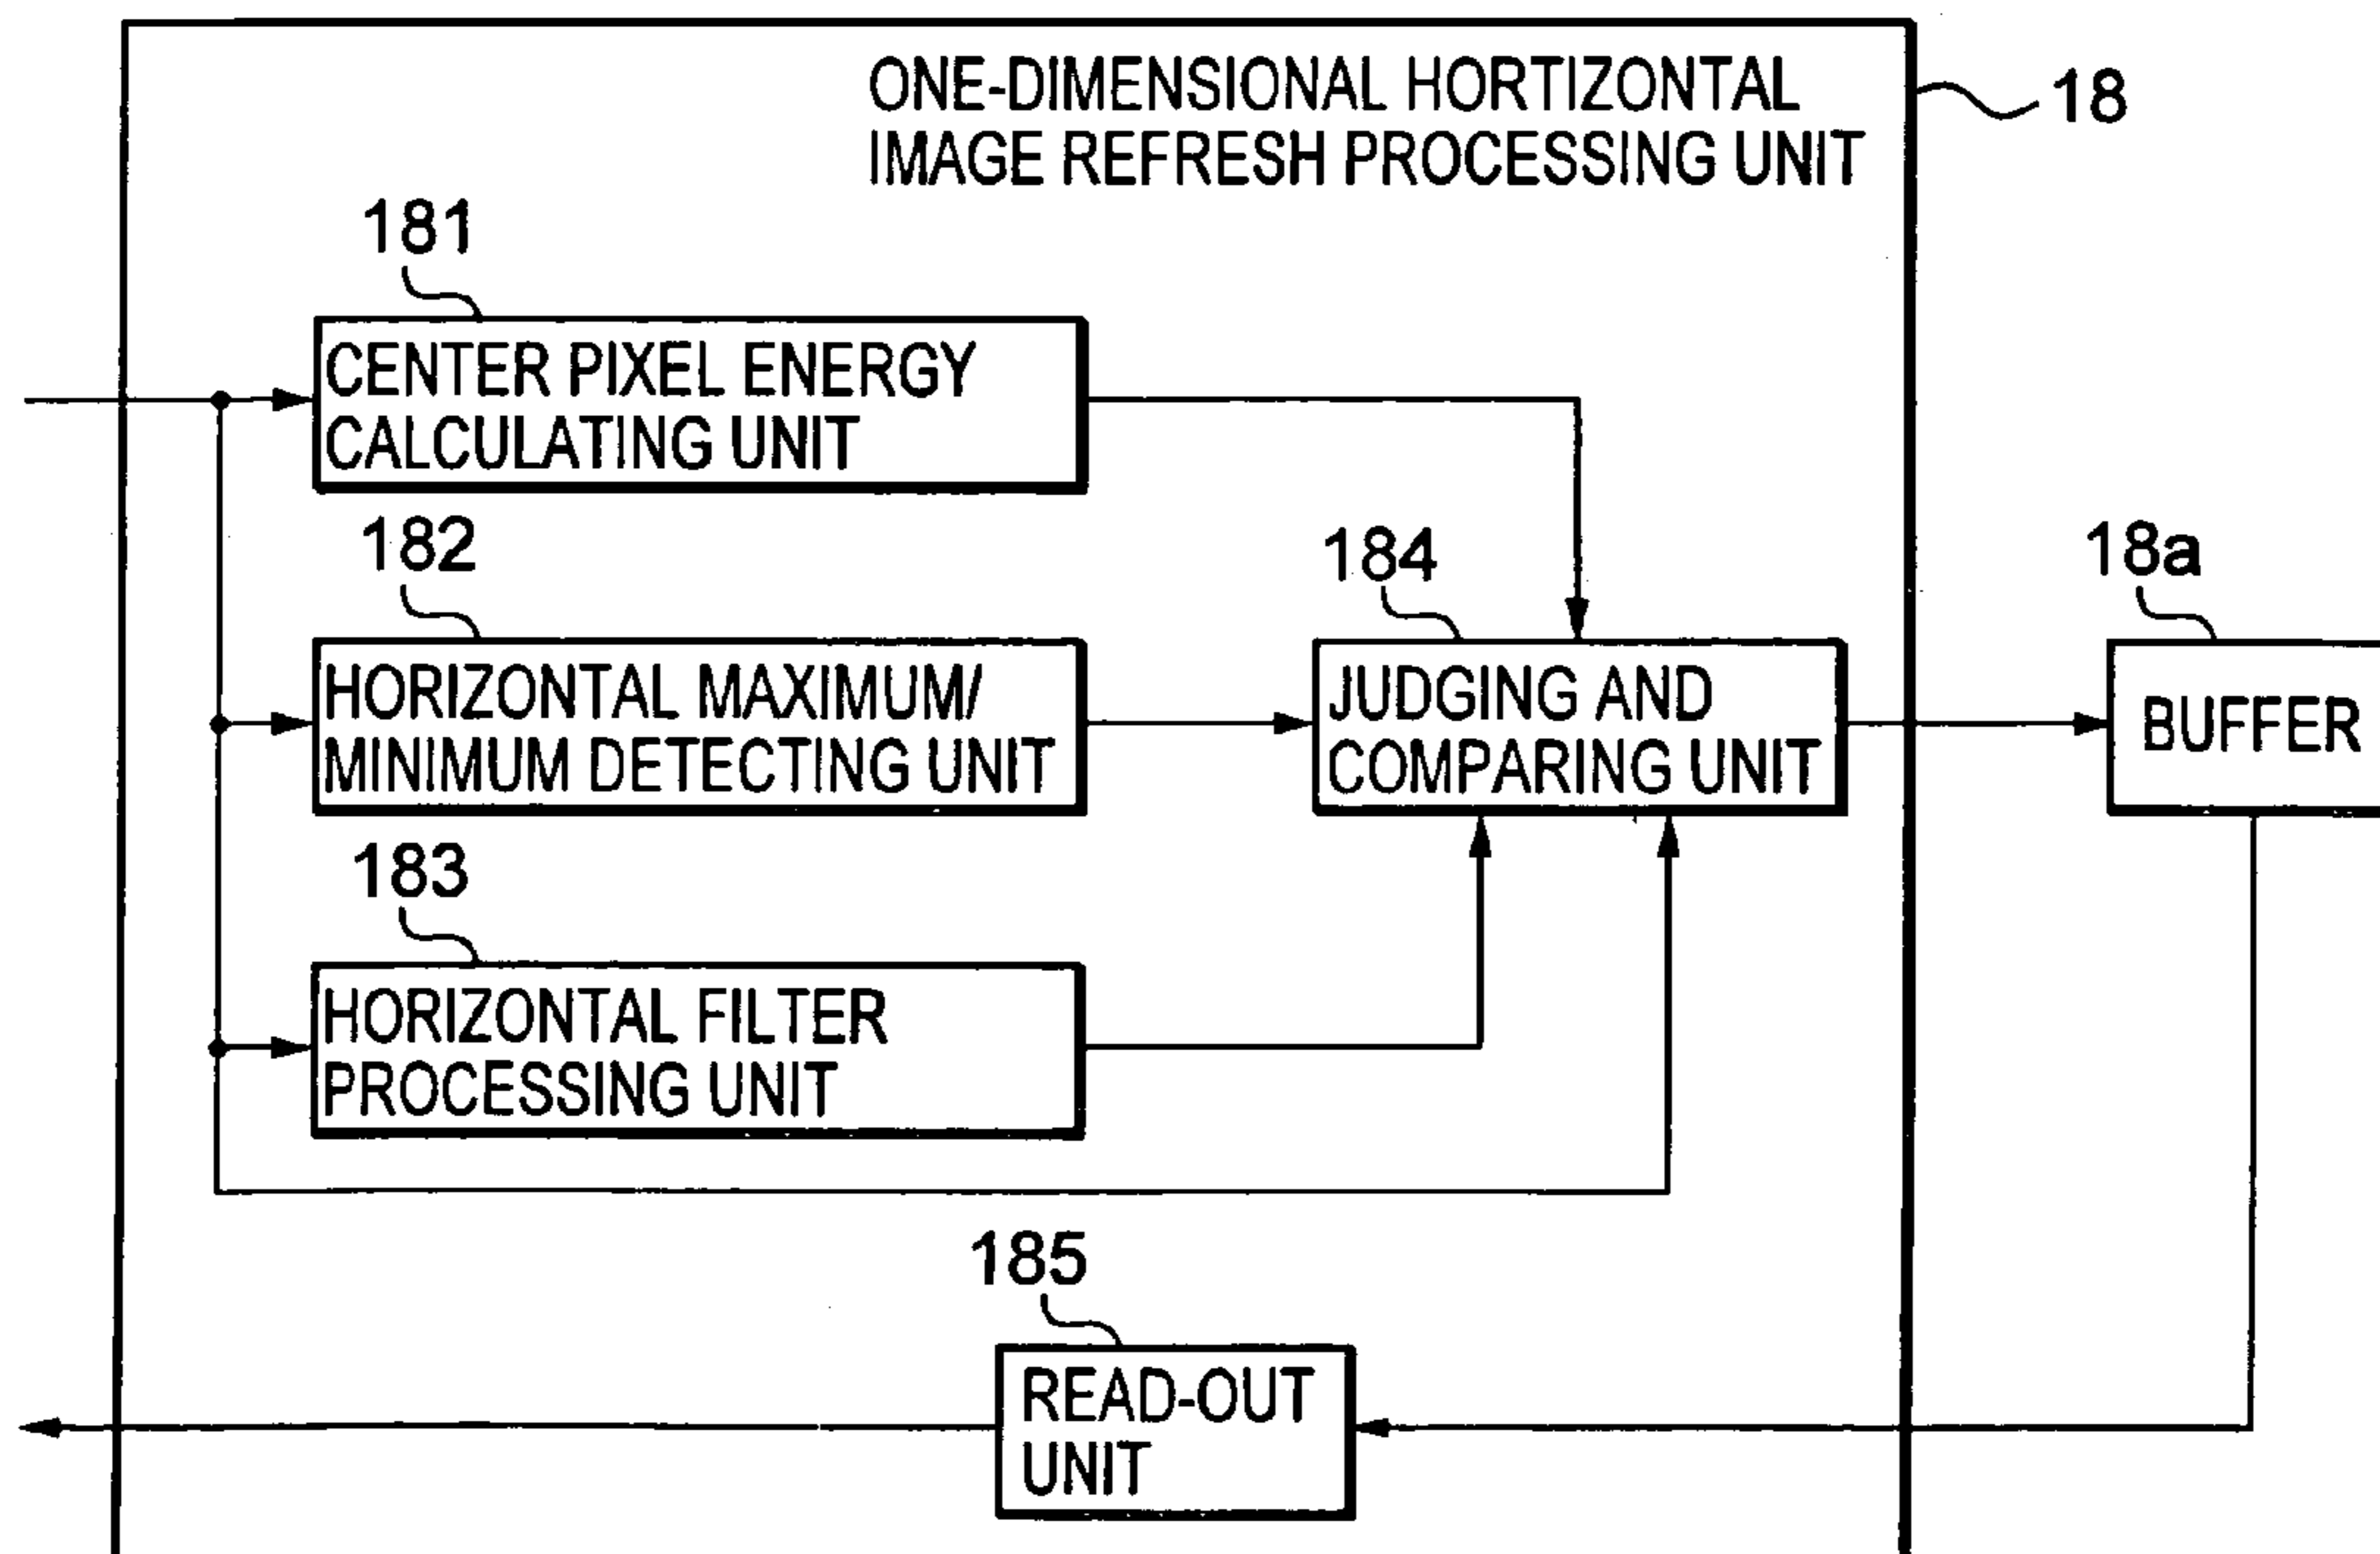 ONE-DIMENSIONAL HORTIZONTAL
IMAGE REFRESH PROCESSING UNIT
18
181
CENTER PIXEL ENERGY
CALCULATING UNIT
182
HORIZONTAL MAXIMUM/
MINIMUM DETECTING UNIT
184
JUDGING AND
COMPARING UNIT
18a
BUFFER
183
HORIZONTAL FILTER
PROCESSING UNIT
185
READ-OUT
UNIT